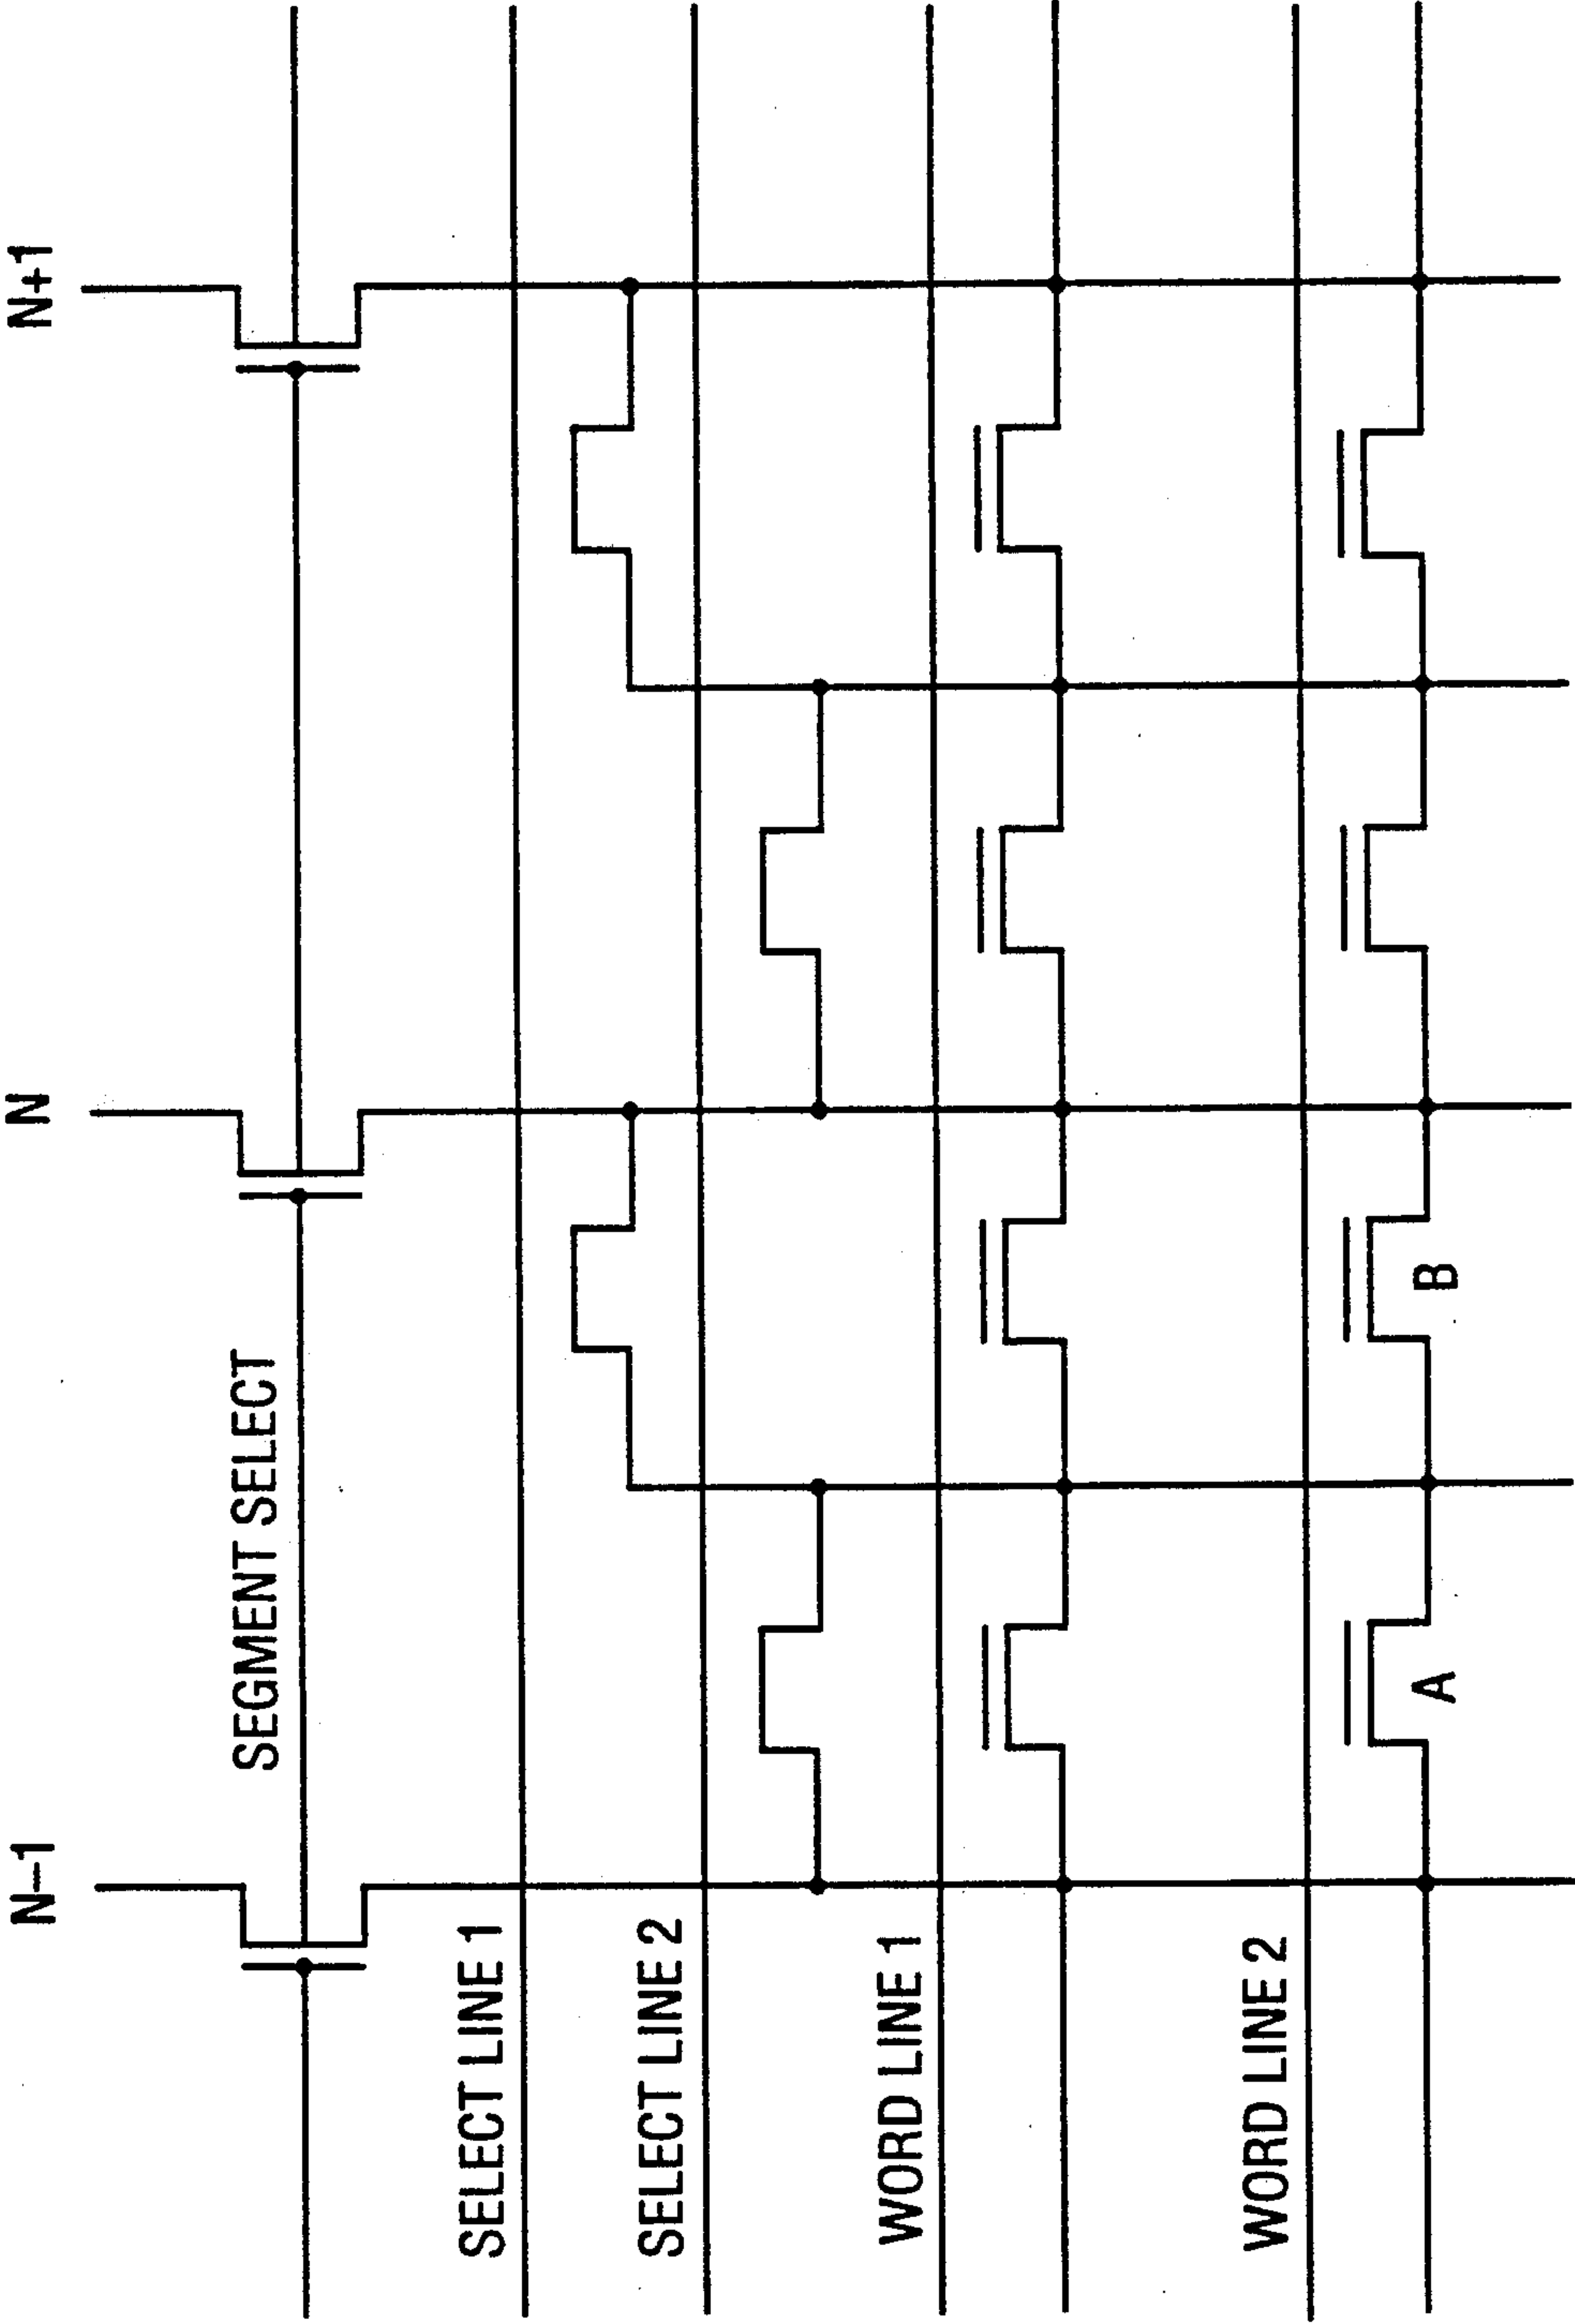 N-1
N
N+1
SEGMENT SELECT
SELECT LINE 1
SELECT LINE 2
WORD LINE 1
WORD LINE 2
A
B